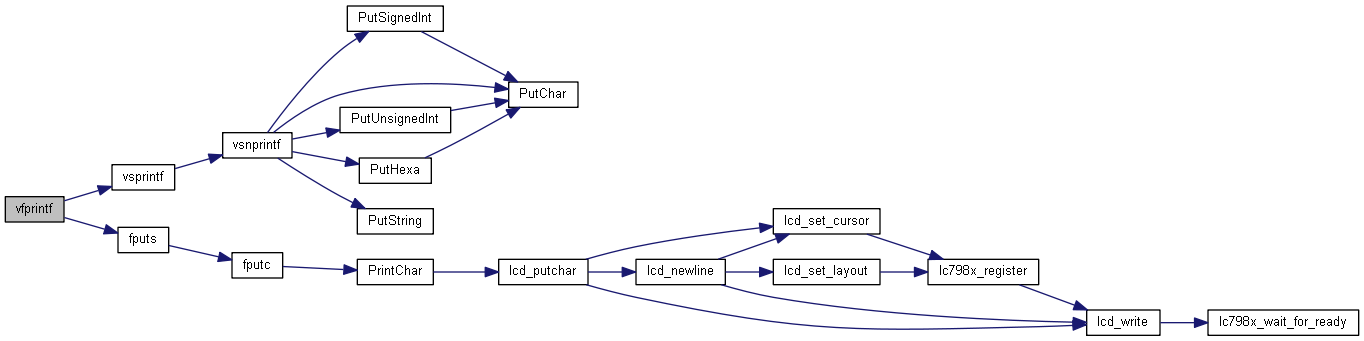 vfprintf
vsprintf
fputs
vsnprintf
fputc
PutSignedInt
PutUnsignedInt
PutHexa
PutString
PrintChar
PutChar
lcd_putchar
lcd_newline
lcd_set_cursor
lcd_set_layout
lc798x_register
lcd_write
lc798x_wait_for_ready